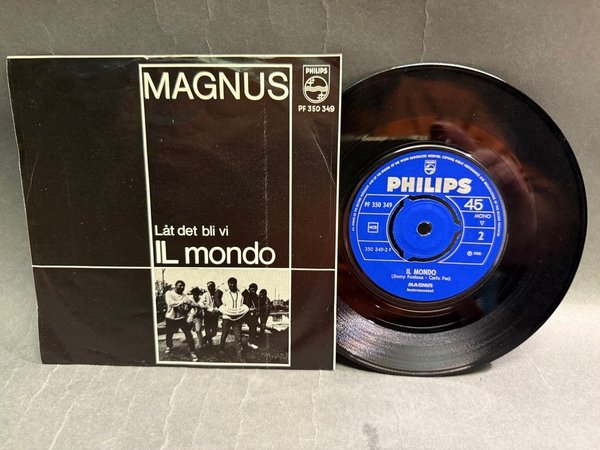 MAGNUS
PHILIPS
PF 350 349
Låt det bli vi
IL mondo
PHILIPS
PF 350 349
45
MONO
NCB
2
350 349-2 F
IL MONDO
(Jimmy Fontana - Carlo Pes)
MAGNUS
Instrumental